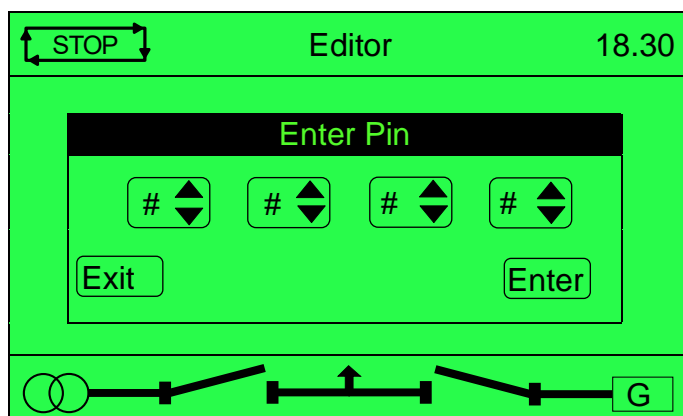 STOP Editor 18.30
Enter Pin
# # # #
Exit Enter
G